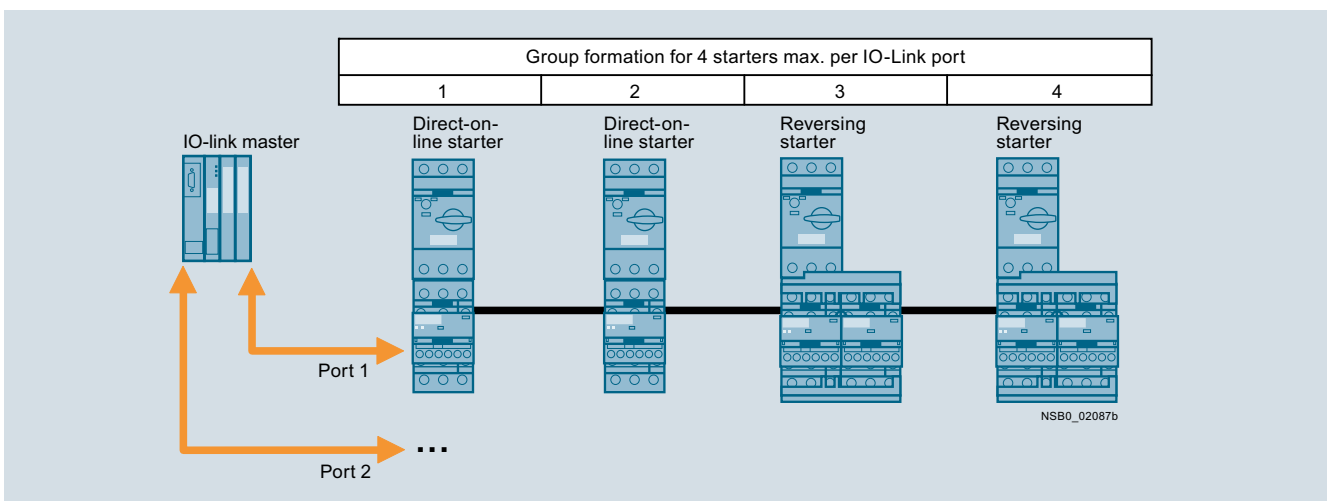 Group formation for 4 starters max. per IO-Link port
1 2 3 4
IO-link master
Direct-on-
line starter
Direct-on-
line starter
Reversing
starter
Reversing
starter
Port 1
NSB0_02087b
...
Port 2